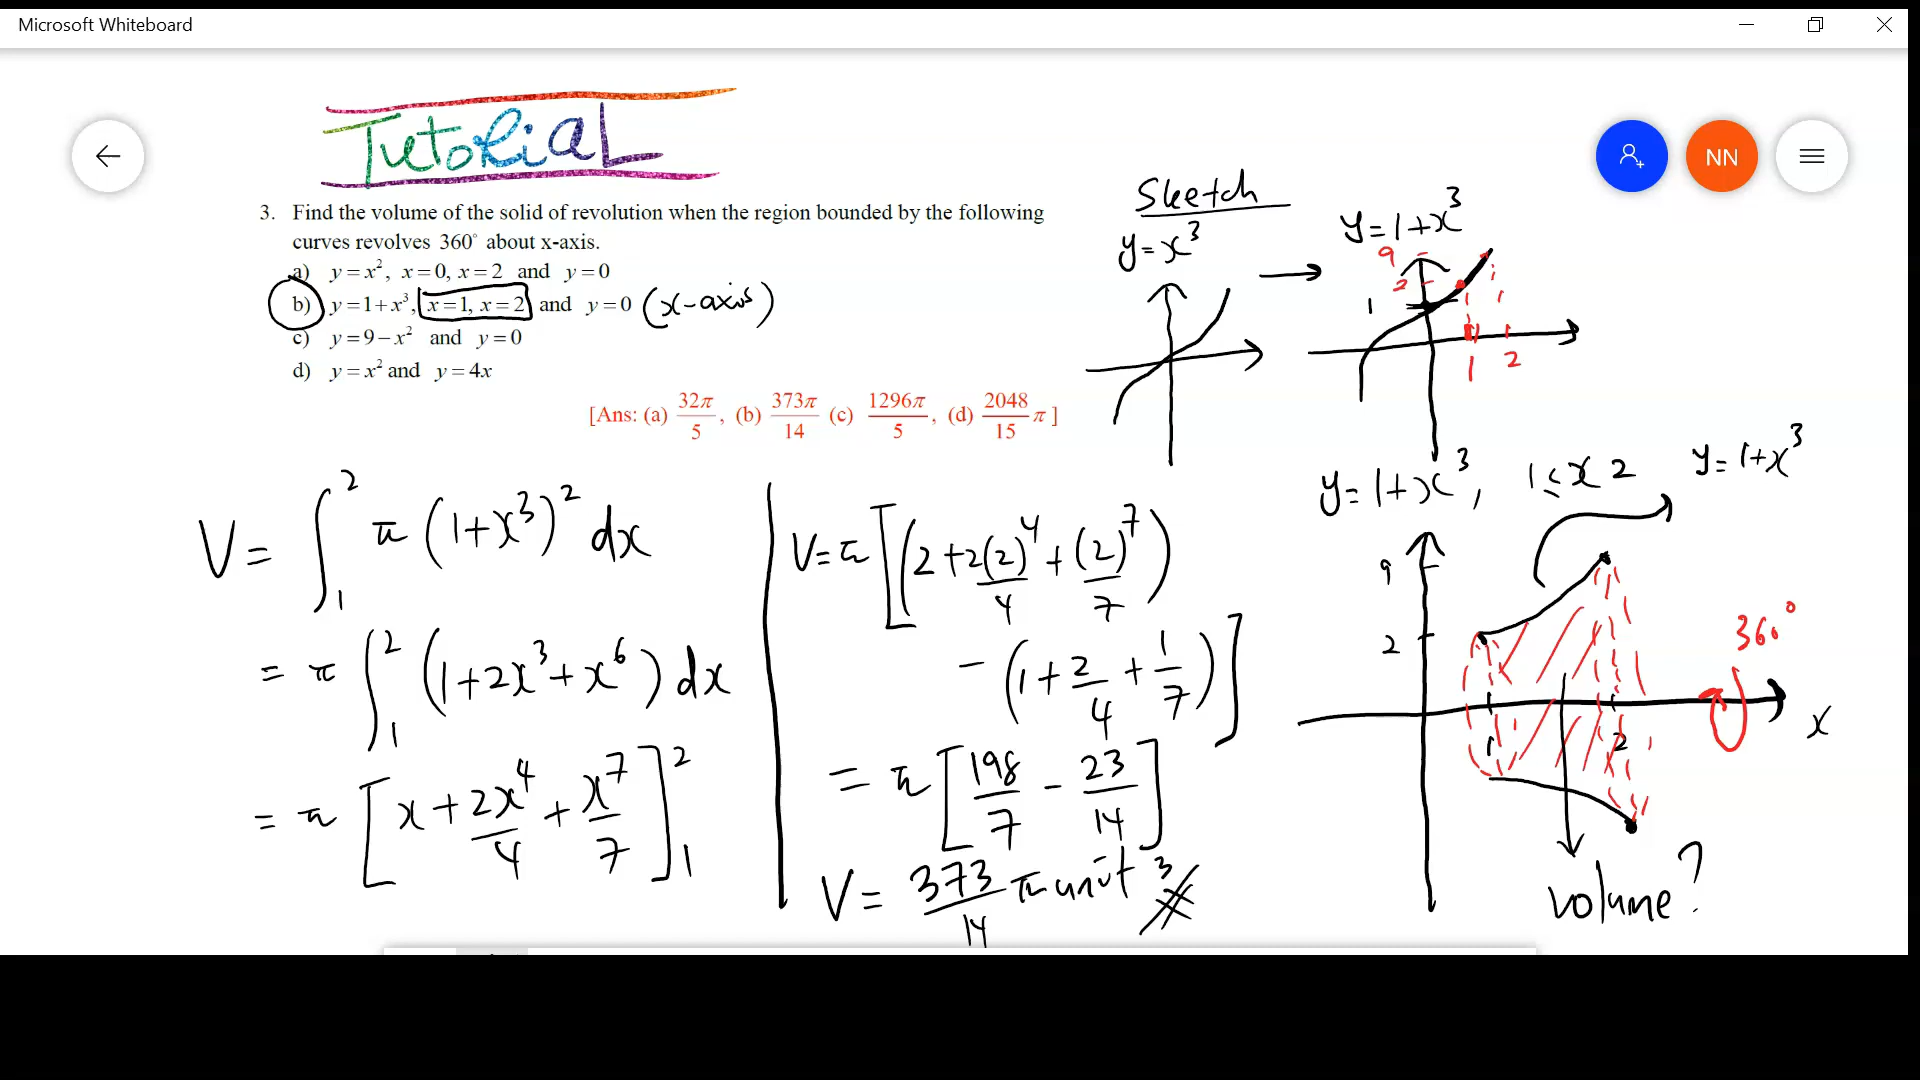 Microsoft Whiteboard
TutoRiaL
NN
3. Find the volume of the solid of revolution when the region bounded by the following
curves revolves 360° about x-axis.
a) y = x², x = 0, x = 2 and y = 0
b) y = 1 + x³, x = 1, x = 2 and y = 0 (x-axis)
c) y = 9 − x² and y = 0
d) y = x² and y = 4x
[Ans: (a) 32π/5, (b) 373π/14 (c) 1296π/5, (d) 2048/15 π]
Sketch
y = x³
y = 1 + x³
9
2
1
1 2
V = ∫₁² π (1 + x³)² dx
= π ∫₁² (1 + 2x³ + x⁶) dx
= π [x + 2x⁴/4 + x⁷/7]₁²
V = π [(2 + 2(2)⁴/4 + (2)⁷/7)
− (1 + 2/4 + 1/7)]
= π [198/7 − 23/14]
V = 373/14 π unit³
y = 1 + x³, 1 ≤ x 2
y = 1 + x³
9
2
360°
1 2
x
volume?